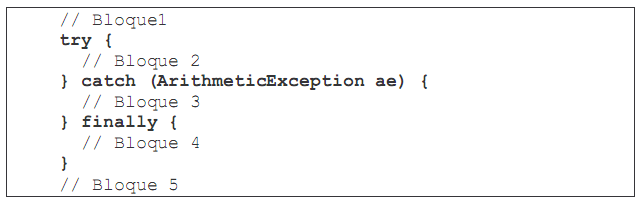 // Bloque1
try {
// Bloque 2
} catch (ArithmeticException ae) {
// Bloque 3
} finally {
// Bloque 4
}
// Bloque 5